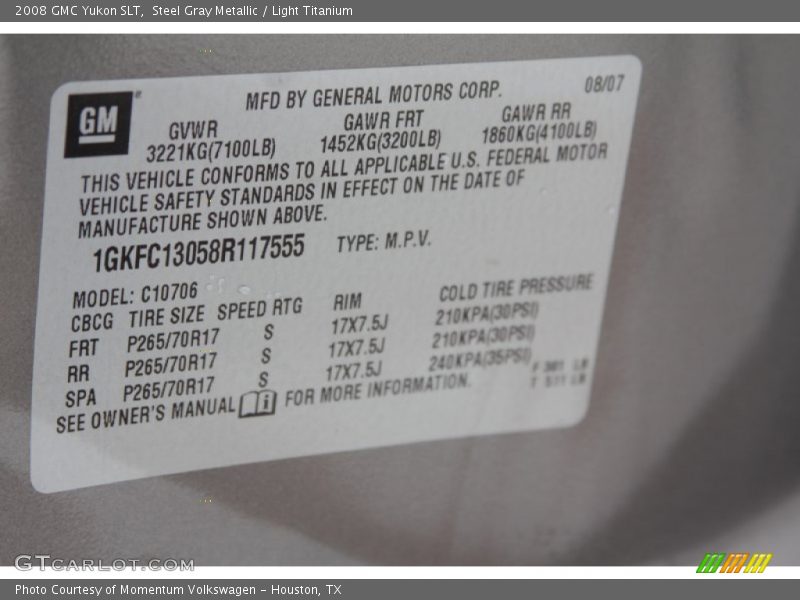 2008 GMC Yukon SLT, Steel Gray Metallic / Light Titanium
GM
MFD BY GENERAL MOTORS CORP. 08/07
GVWR GAWR FRT GAWR RR
3221KG(7100LB) 1452KG(3200LB) 1860KG(4100LB)
THIS VEHICLE CONFORMS TO ALL APPLICABLE U.S. FEDERAL MOTOR
VEHICLE SAFETY STANDARDS IN EFFECT ON THE DATE OF
MANUFACTURE SHOWN ABOVE.
1GKFC13058R117555 TYPE: M.P.V.
MODEL: C10706
CBCG TIRE SIZE SPEED RTG RIM COLD TIRE PRESSURE
FRT P265/70R17 S 17X7.5J 210KPA(30PSI)
RR P265/70R17 S 17X7.5J 210KPA(30PSI)
SPA P265/70R17 S 17X7.5J 240KPA(35PSI)
SEE OWNER'S MANUAL FOR MORE INFORMATION.
GTCARLOT.COM
Photo Courtesy of Momentum Volkswagen - Houston, TX